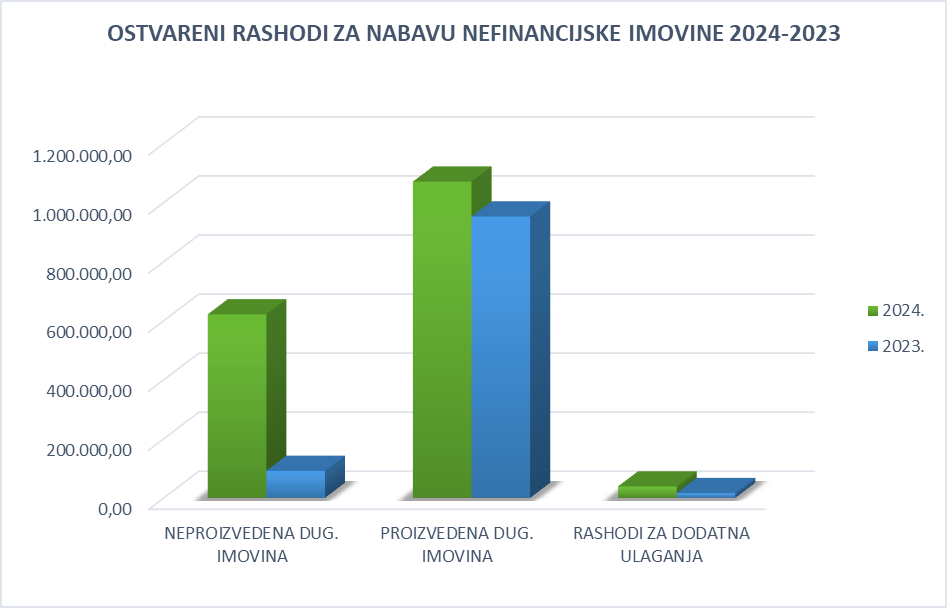 OSTVARENI RASHODI ZA NABAVU NEFINANCIJSKE IMOVINE 2024-2023
1.200.000,00
1.000.000,00
800.000,00
600.000,00
400.000,00
200.000,00
0,00
NEPROIZVEDENA DUG.
IMOVINA
PROIZVEDENA DUG.
IMOVINA
RASHODI ZA DODATNA
ULAGANJA
2024.
2023.